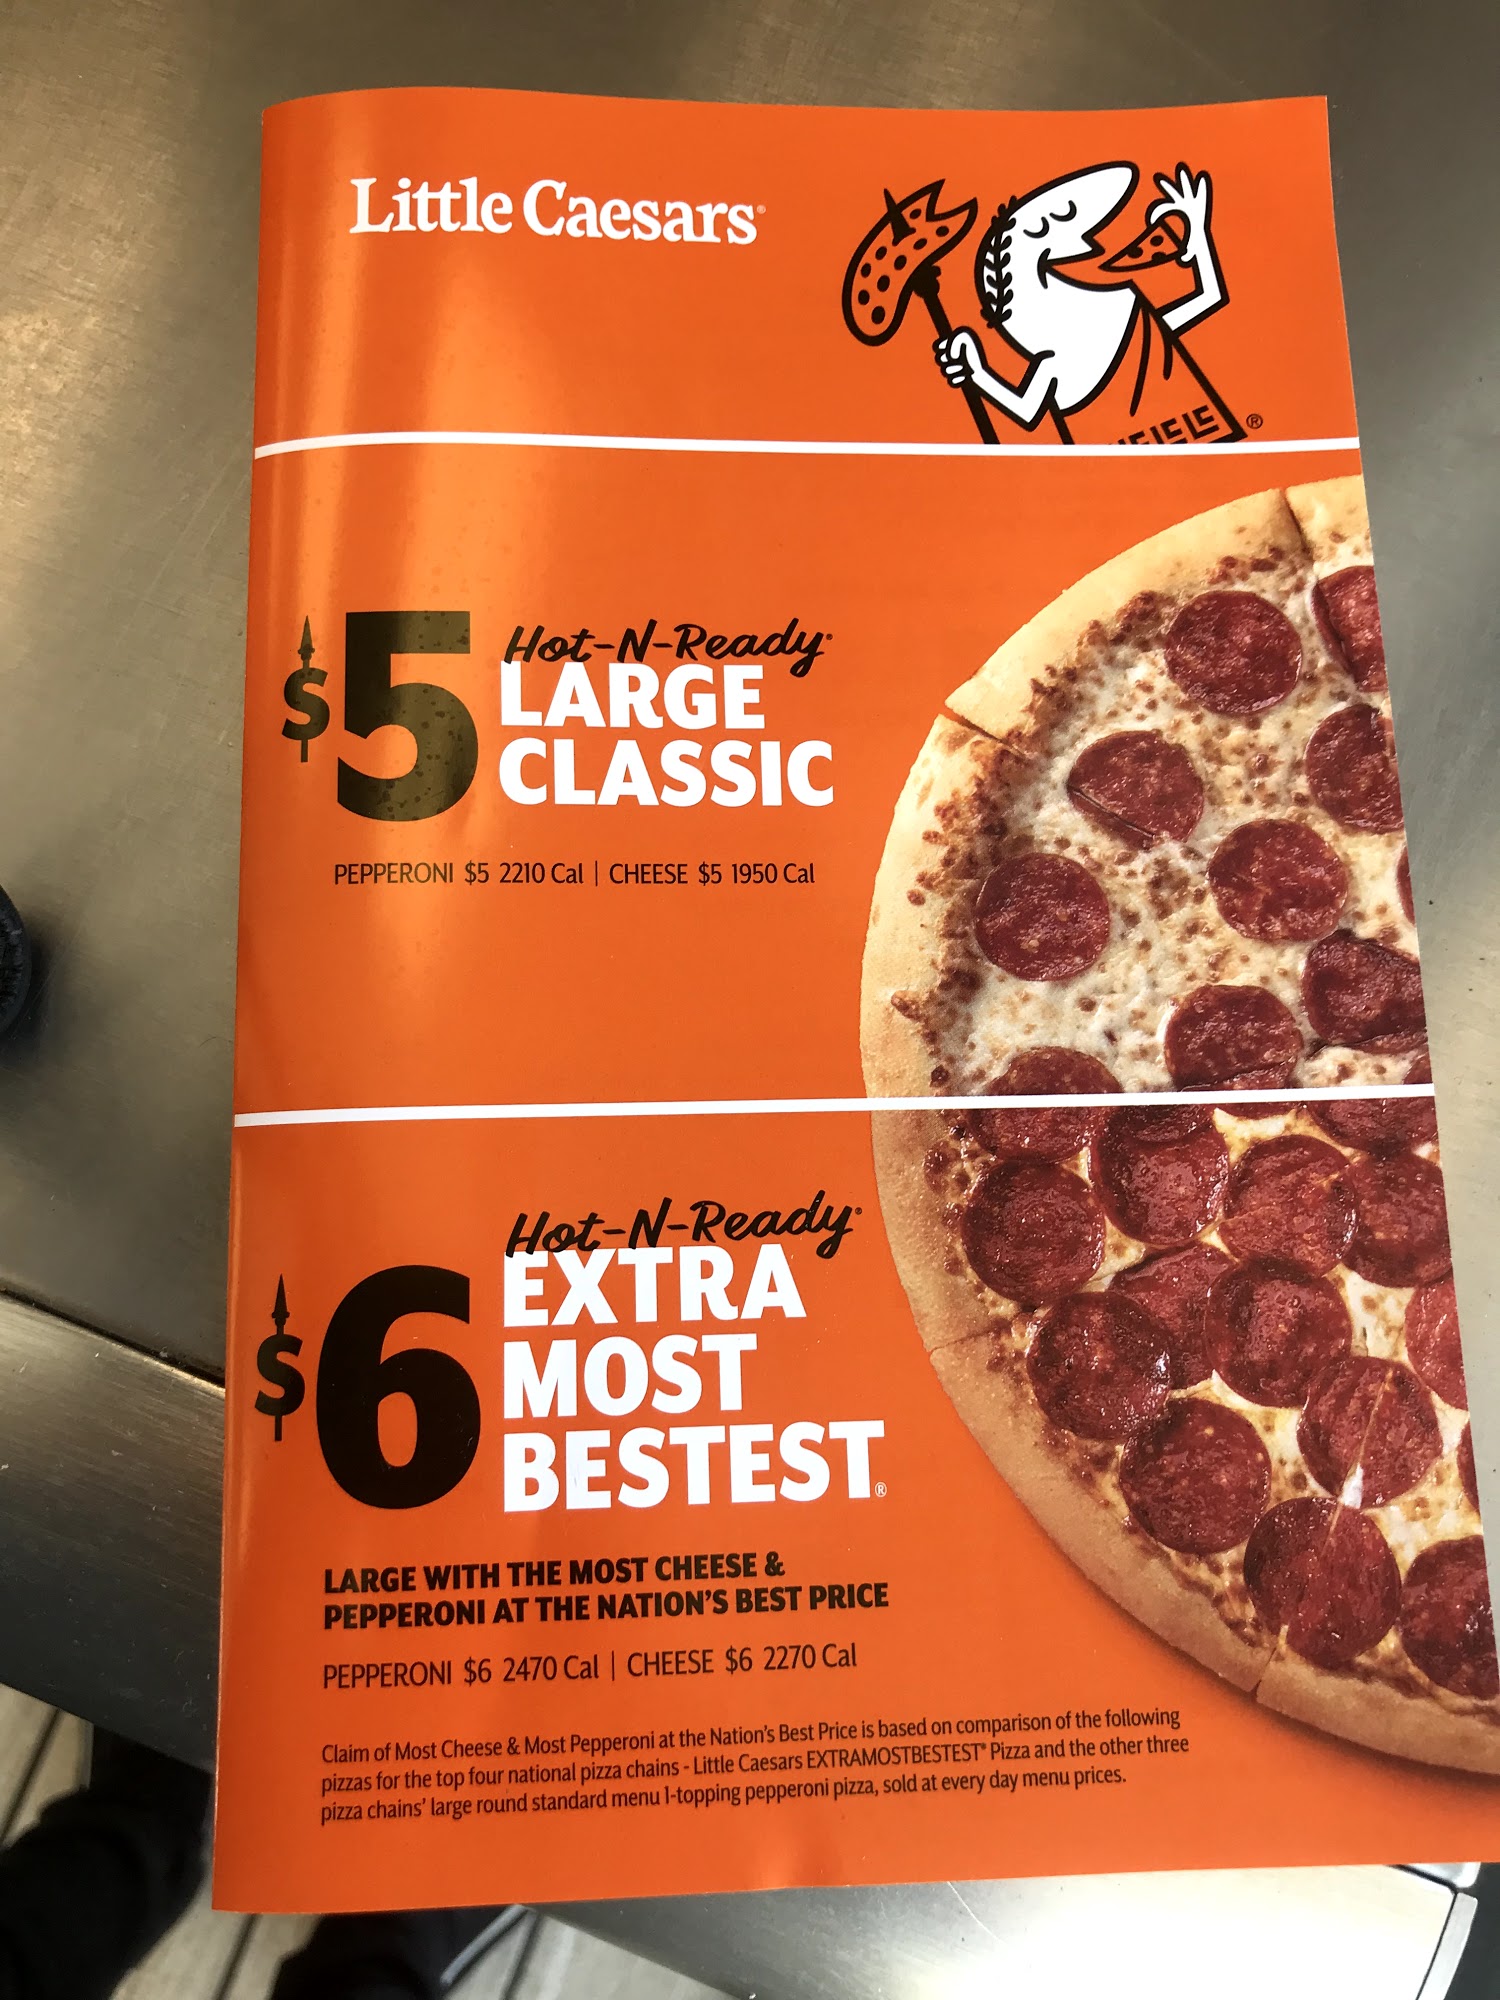 Little Caesars®
®
$5 Hot-N-Ready®
LARGE
CLASSIC
PEPPERONI $5 2210 Cal | CHEESE $5 1950 Cal
$6 Hot-N-Ready®
EXTRA
MOST
BESTEST®
LARGE WITH THE MOST CHEESE &
PEPPERONI AT THE NATION'S BEST PRICE
PEPPERONI $6 2470 Cal | CHEESE $6 2270 Cal
Claim of Most Cheese & Most Pepperoni at the Nation's Best Price is based on comparison of the following
pizzas for the top four national pizza chains - Little Caesars EXTRAMOSTBESTEST® Pizza and the other three
pizza chains' large round standard menu 1-topping pepperoni pizza, sold at every day menu prices.